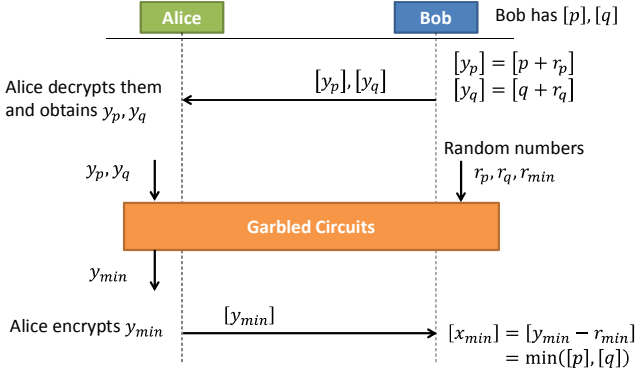 Alice
Bob
Bob has [p], [q]
[y_p] = [p + r_p]
[y_q] = [q + r_q]
[y_p], [y_q]
Alice decrypts them
and obtains y_p, y_q
Random numbers
r_p, r_q, r_min
y_p, y_q
Garbled Circuits
y_min
Alice encrypts y_min
[y_min]
[x_min] = [y_min − r_min]
= min([p], [q])